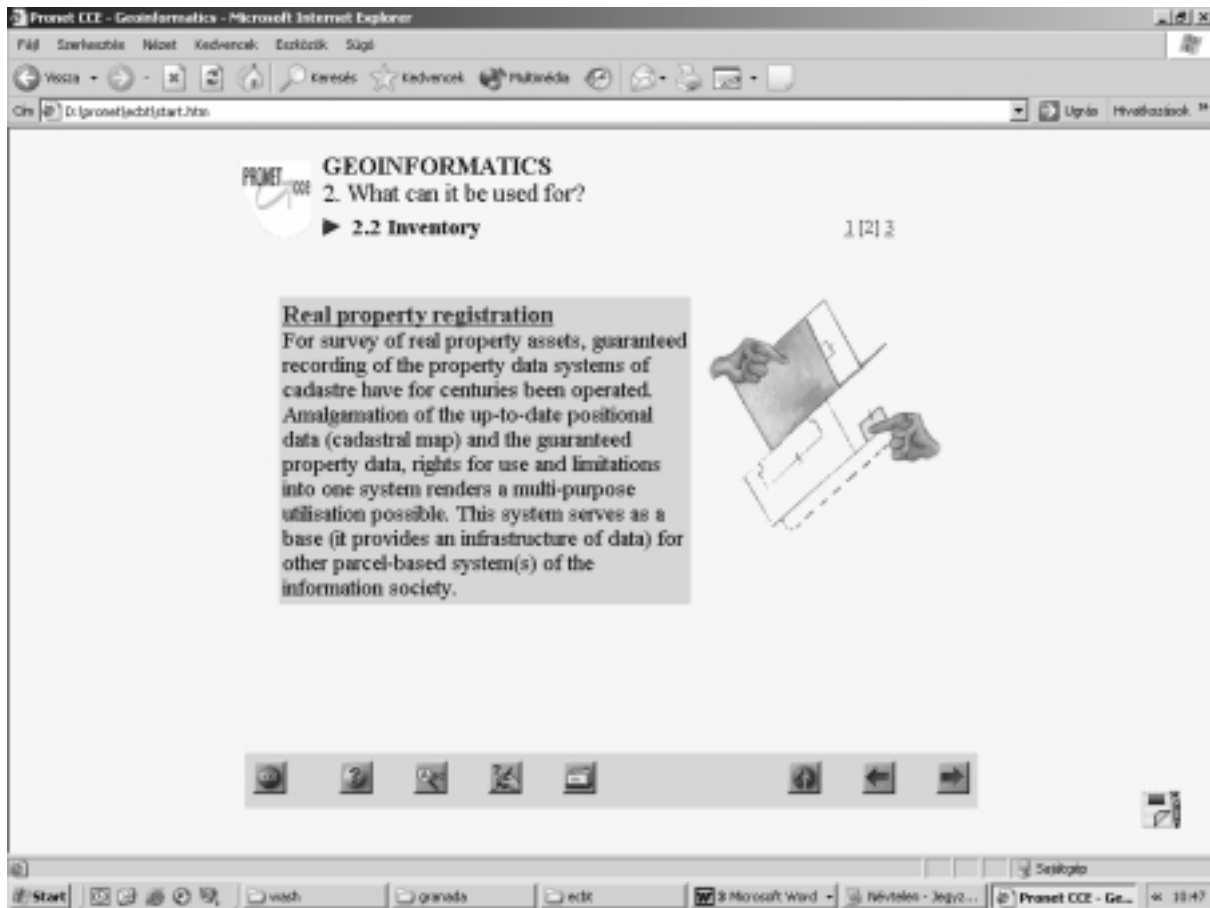 Pronet CCE - Geoinformatics - Microsoft Internet Explorer
Fájl Szerkesztés Nézet Kedvencek Eszközök Súgó
Vissza Keresés Kedvencek Multimédia
Cím D:\pronet\ecbt\start.htm Ugrás Hivatkozások »
PRONET CCE
GEOINFORMATICS
2. What can it be used for?
► 2.2 Inventory 1 [2] 3
Real property registration
For survey of real property assets, guaranteed
recording of the property data systems of
cadastre have for centuries been operated.
Amalgamation of the up-to-date positional
data (cadastral map) and the guaranteed
property data, rights for use and limitations
into one system renders a multi-purpose
utilisation possible. This system serves as a
base (it provides an infrastructure of data) for
other parcel-based system(s) of the
information society.
Sajátgép
Start wash granada ecbt 3 Microsoft Word Névtelen - Jegyz... Pronet CCE - Ge... « 10:47